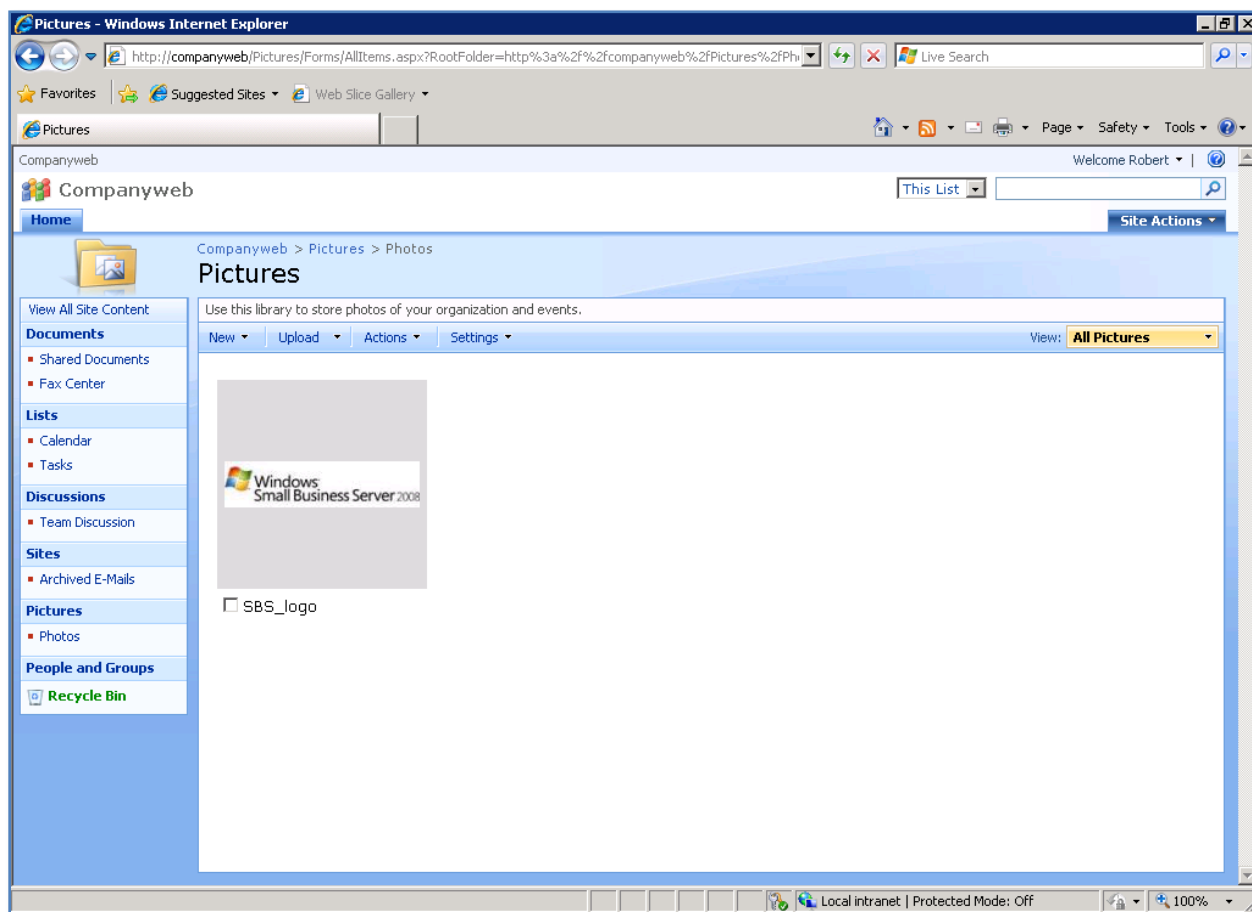 Pictures - Windows Internet Explorer
http://companyweb/Pictures/Forms/AllItems.aspx?RootFolder=http%3a%2f%2fcompanyweb%2fPictures%2fPh
Live Search
Favorites Suggested Sites Web Slice Gallery
Pictures
Page Safety Tools
Companyweb
Welcome Robert |
Companyweb
This List
Home
Site Actions
Companyweb > Pictures > Photos
Pictures
View All Site Content
Use this library to store photos of your organization and events.
New Upload Actions Settings
View: All Pictures
Documents
Shared Documents
Fax Center
Lists
Calendar
Tasks
Discussions
Team Discussion
Sites
Archived E-Mails
Pictures
Photos
People and Groups
Recycle Bin
Windows
Small Business Server 2008
SBS_logo
Local intranet | Protected Mode: Off
100%